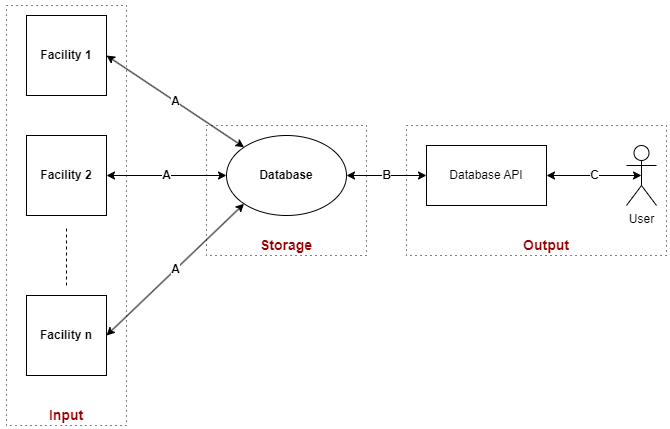 Facility 1
A
Facility 2
A
Database
B
Database API
C
User
Storage
Output
A
Facility n
Input